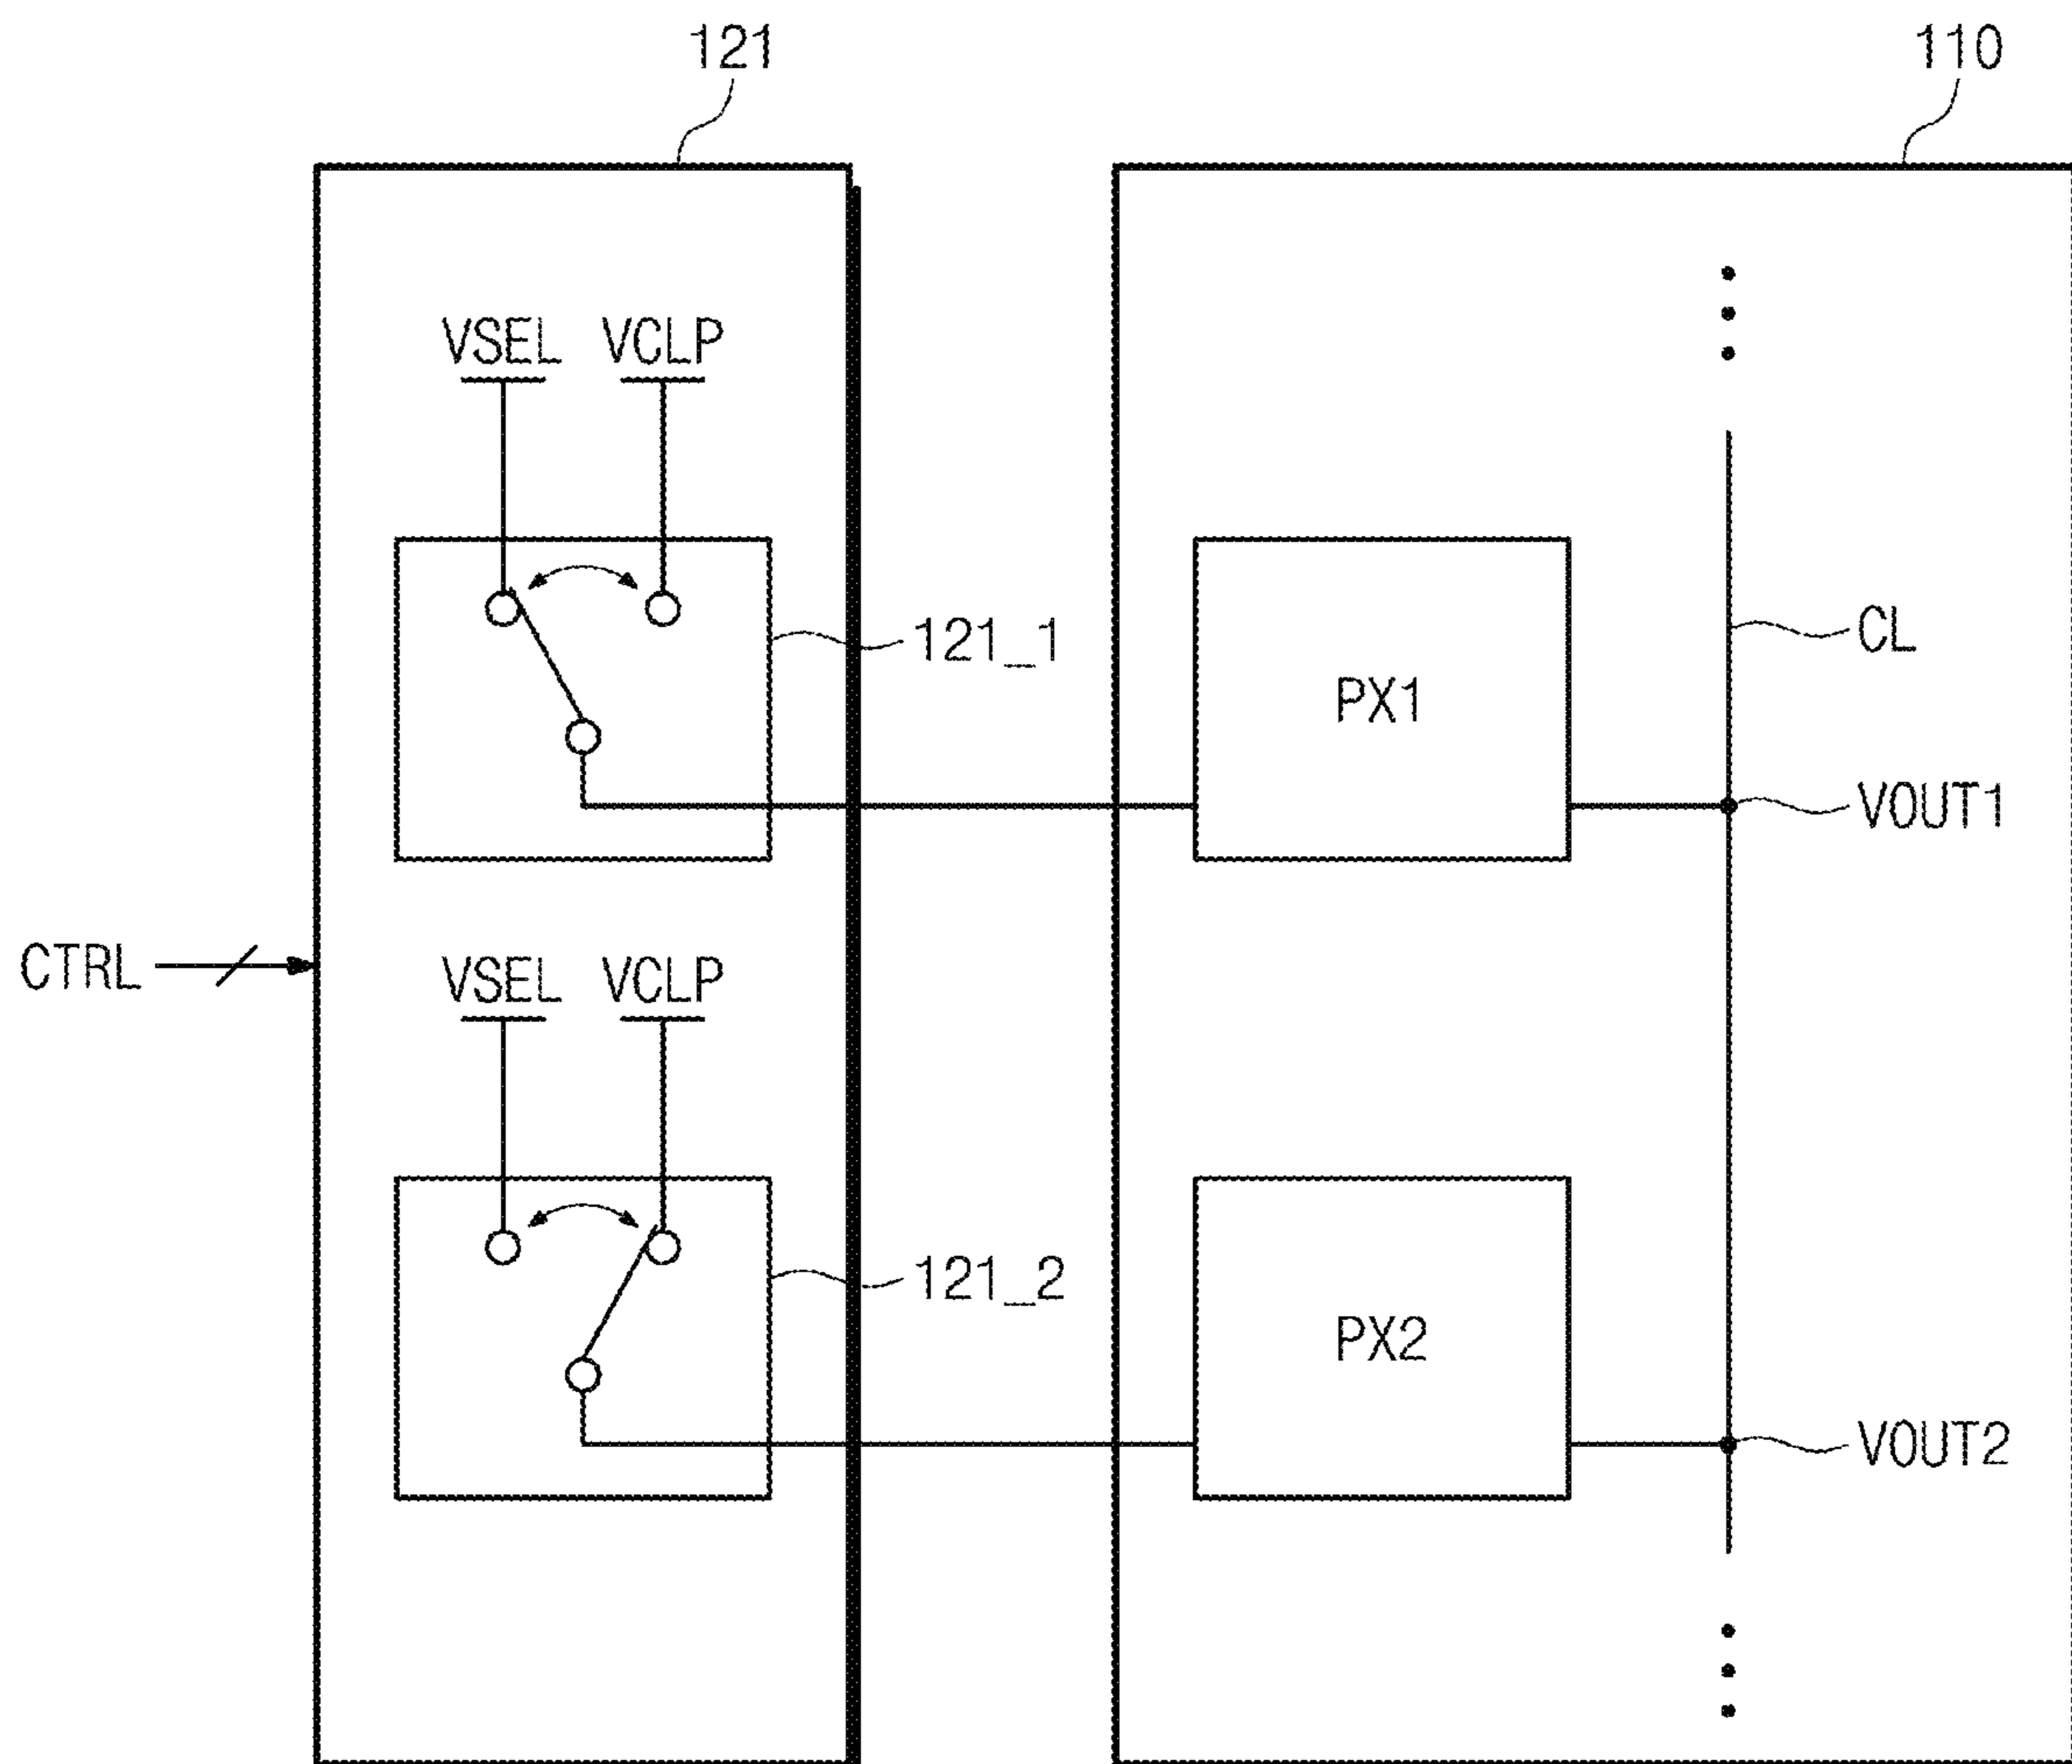 121
110
VSEL VCLP
121_1
PX1
CL
VOUT1
CTRL
VSEL VCLP
121_2
PX2
VOUT2